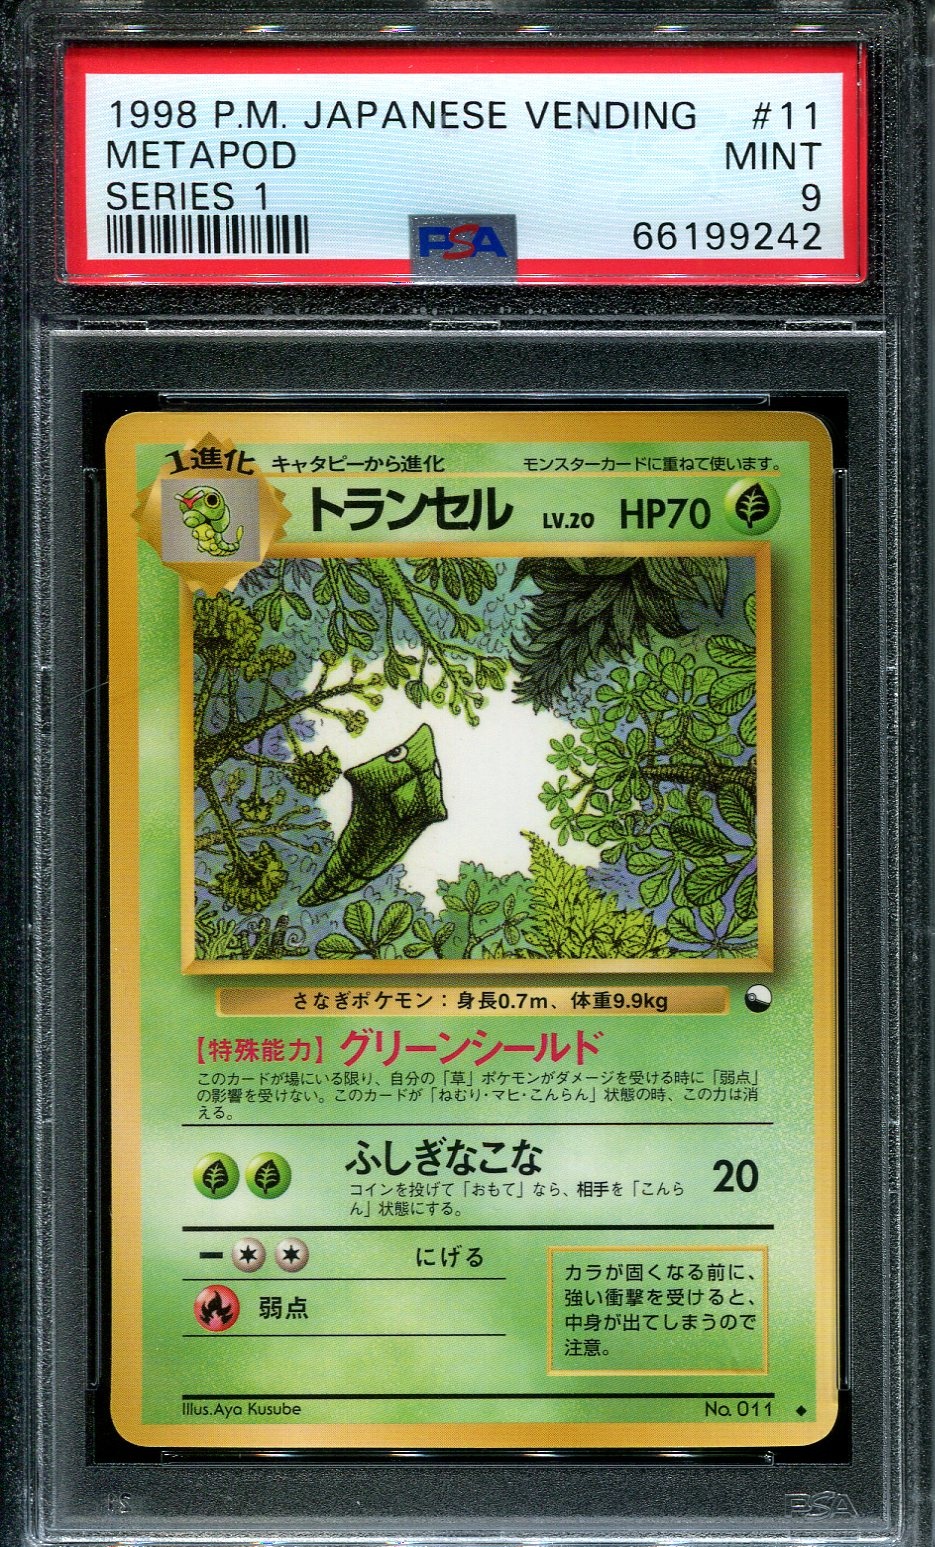 1998 P.M. JAPANESE VENDING #11
METAPOD MINT
SERIES 1 9
PSA 66199242
1進化 キャタピーから進化 モンスターカードに重ねて使います。
トランセル LV.20 HP70
さなぎポケモン：身長0.7m、体重9.9kg
【特殊能力】グリーンシールド
このカードが場にいる限り、自分の「草」ポケモンがダメージを受ける時に「弱点」
の影響を受けない。このカードが「ねむり・マヒ・こんらん」状態の時、この力は消
える。
ふしぎなこな 20
コインを投げて「おもて」なら、相手を「こんら
ん」状態にする。
ー にげる
弱点
カラが固くなる前に、
強い衝撃を受けると、
中身が出てしまうので
注意。
Illus.Aya Kusube No. 011
PSA